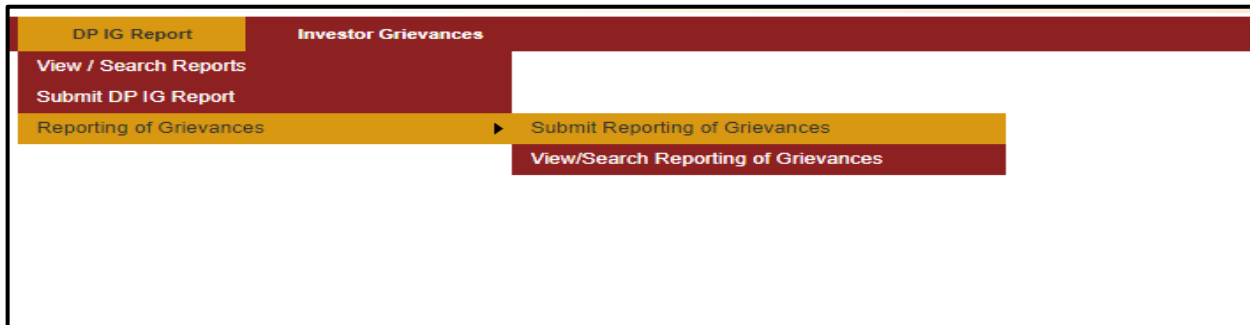 DP IG Report Investor Grievances
View / Search Reports
Submit DP IG Report
Reporting of Grievances Submit Reporting of Grievances
View/Search Reporting of Grievances